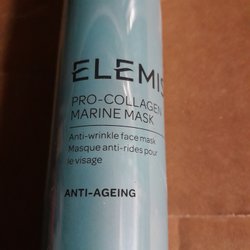 ELEMIS
PRO-COLLAGEN
MARINE MASK
Anti-wrinkle face mask
Masque anti-rides pour
le visage
ANTI-AGEING